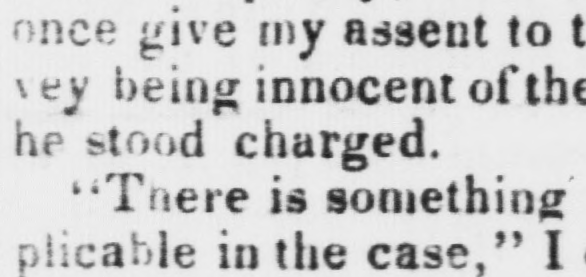 once give my assent to t
vey being innocent of the
he stood charged.
"There is something
plicable in the case," I